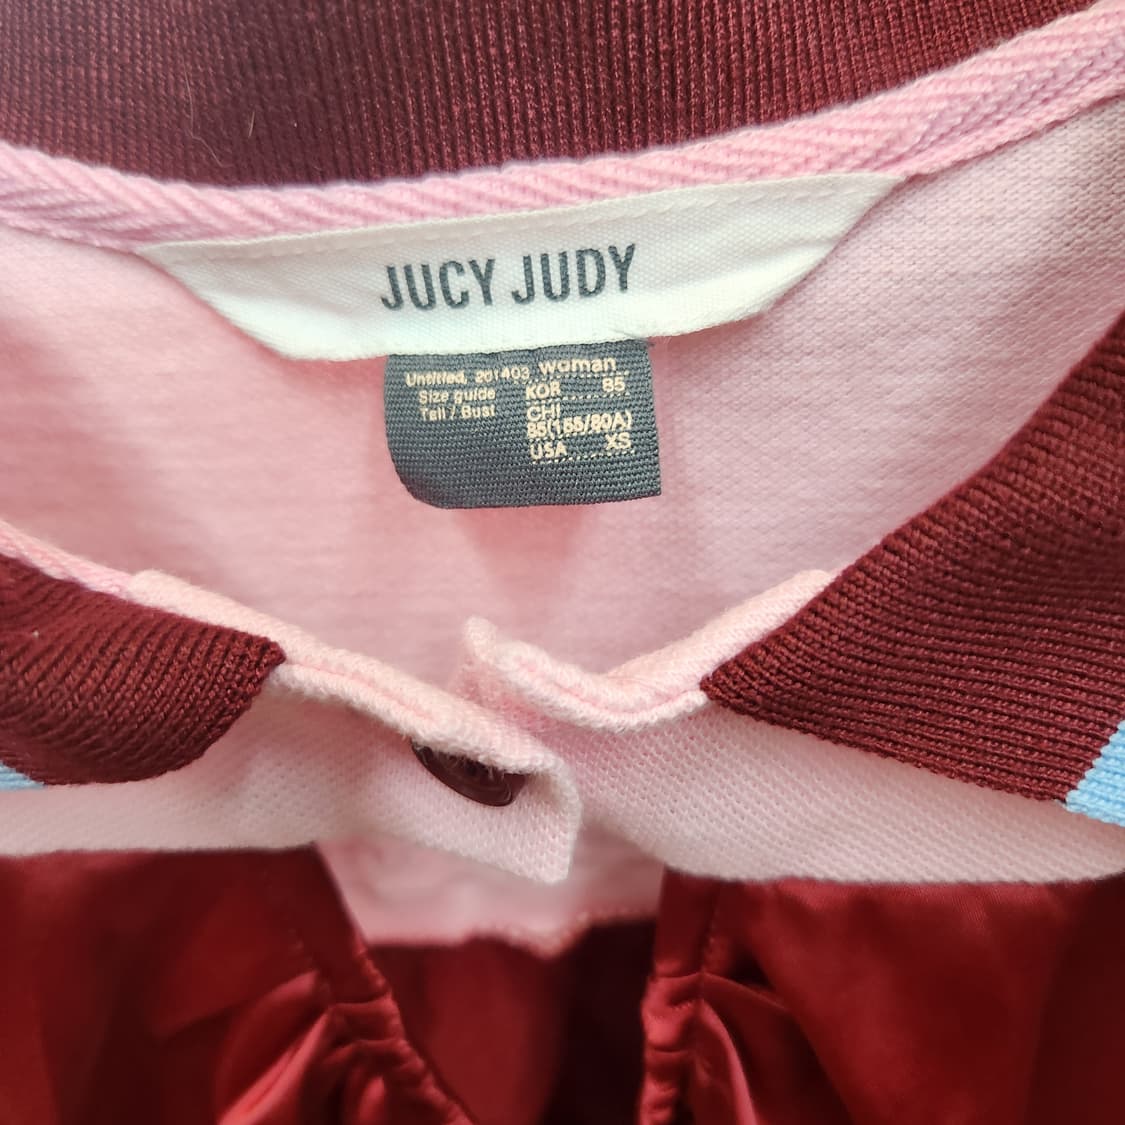 JUCY JUDY
Untitled, 201403 woman
Size guide
Tall / Bust
KOR 85
CHI
85(155/80A)
USA XS